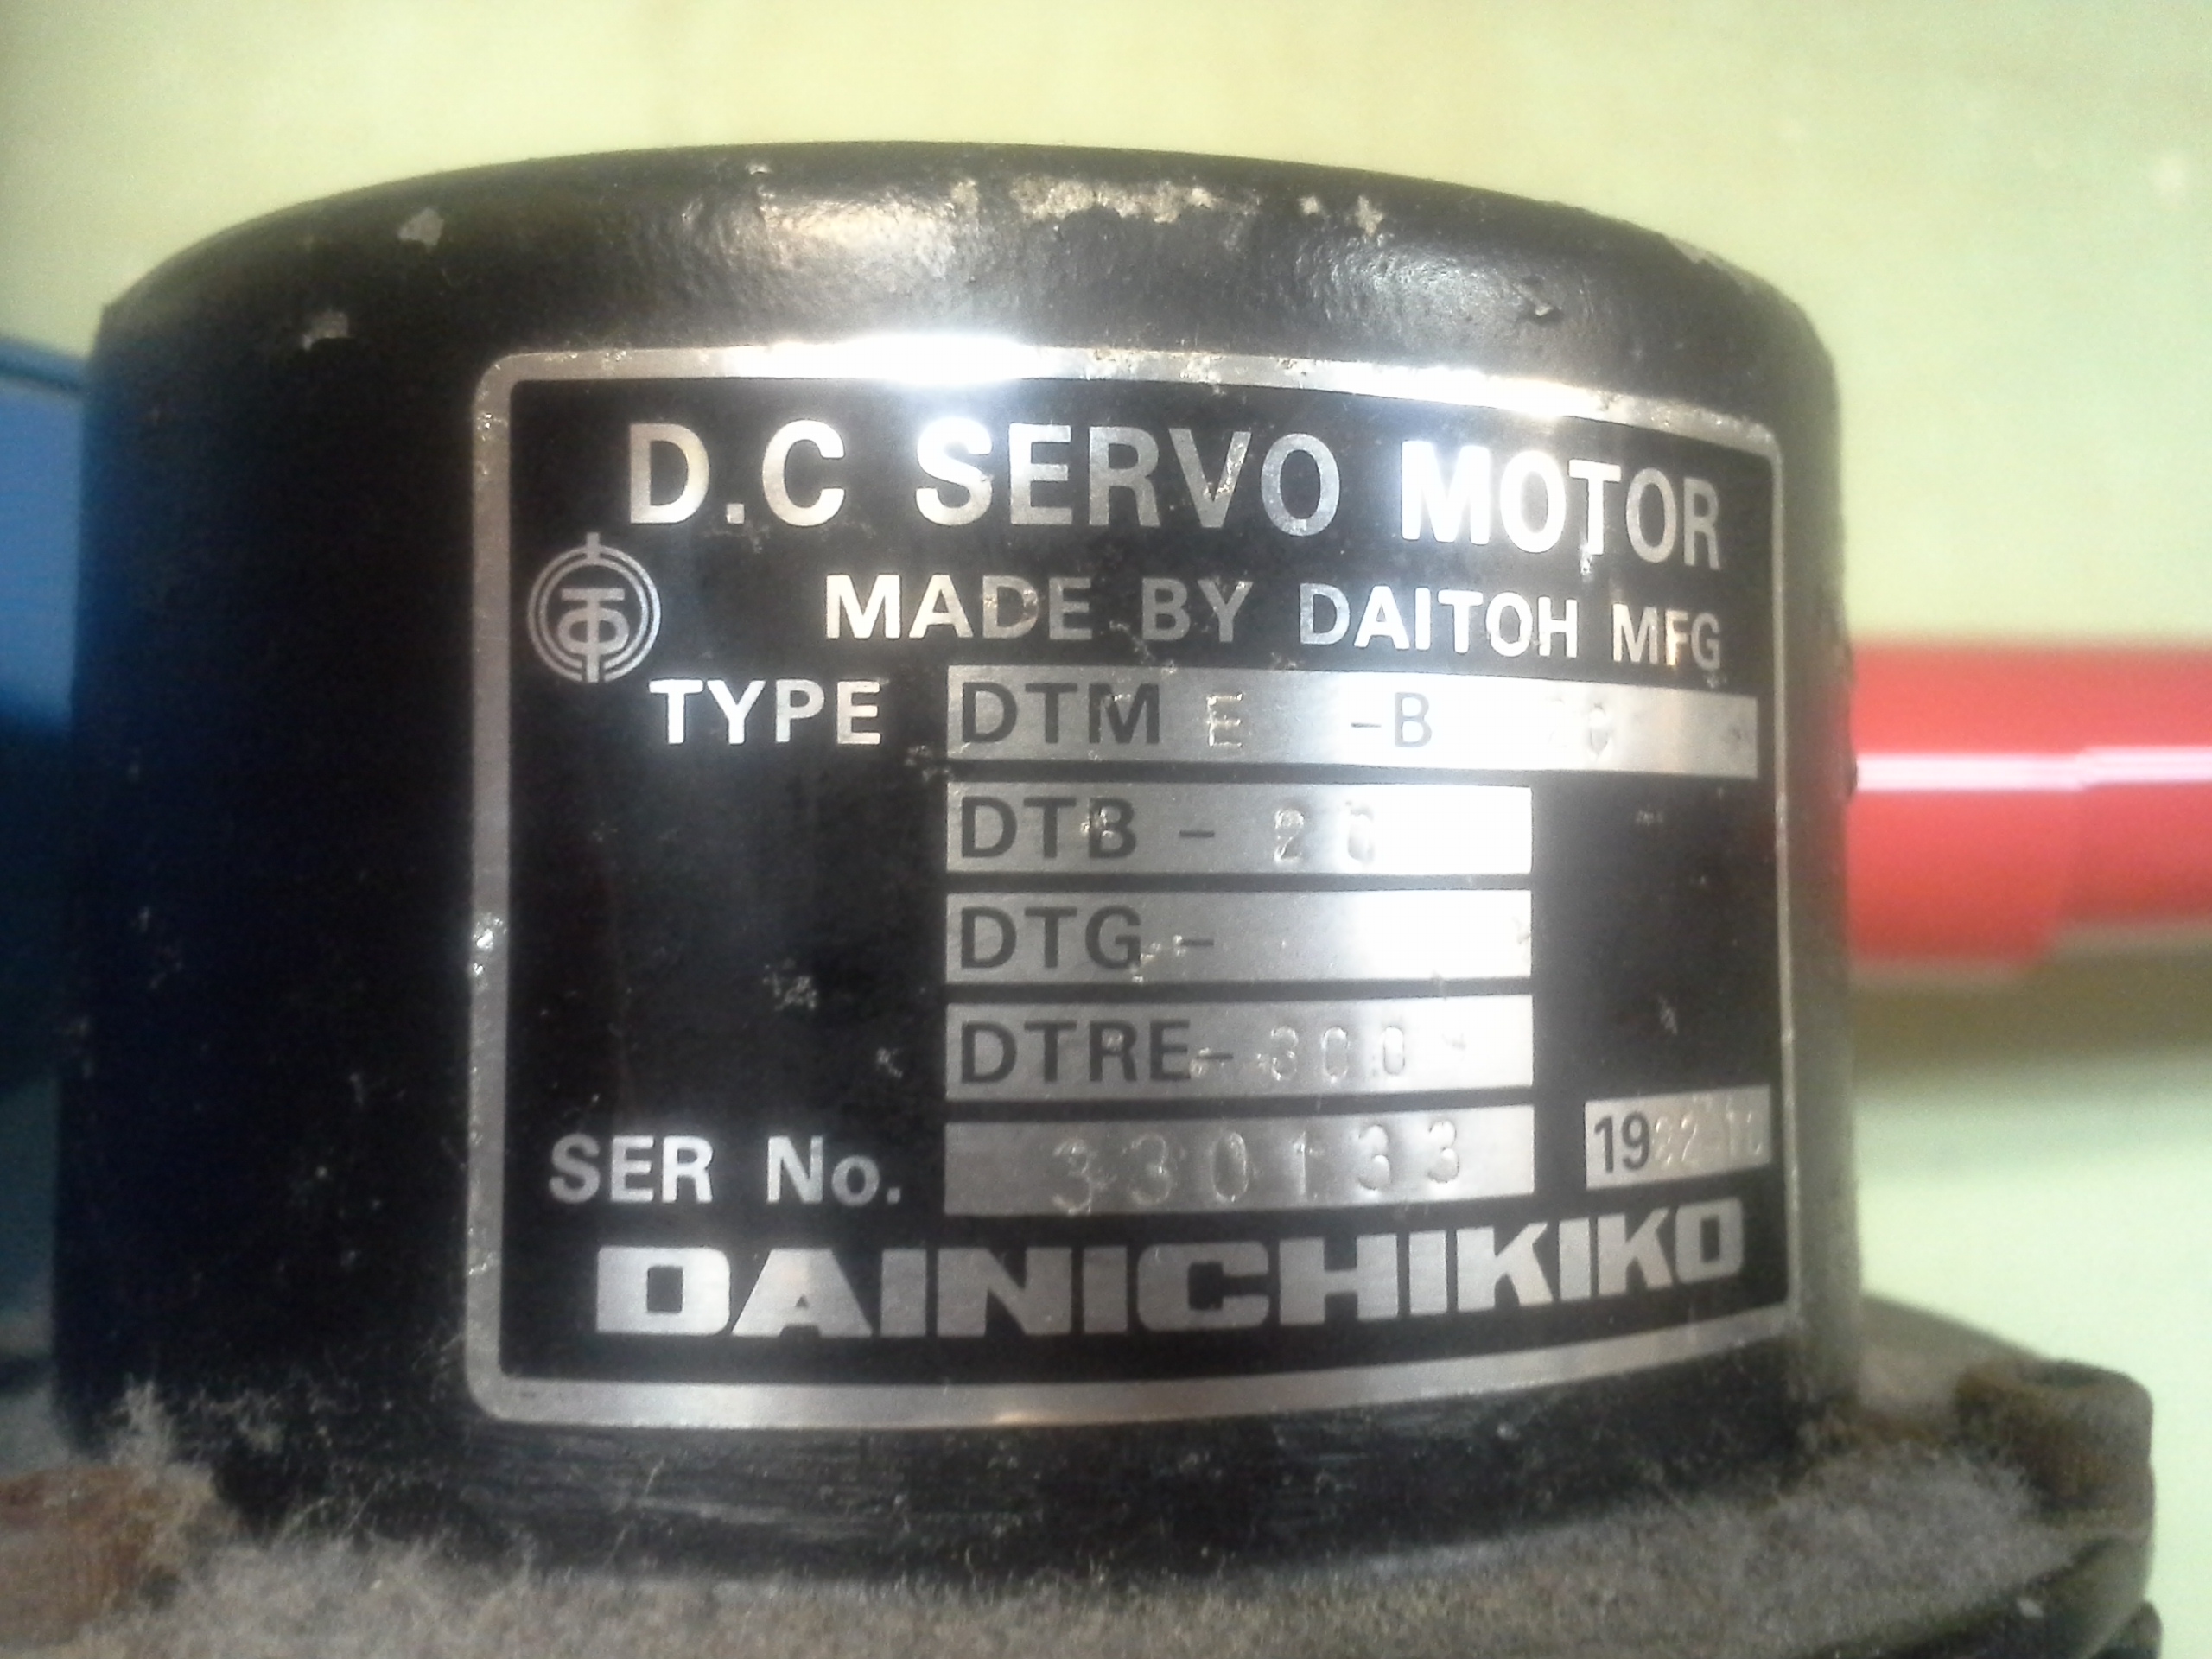 D.C SERVO MOTOR
MADE BY DAITOH MFG
TYPE DTM E -B
DTB - 20
DTG -
DTRE - 300
SER No. 330133
DAINICHIKIKO